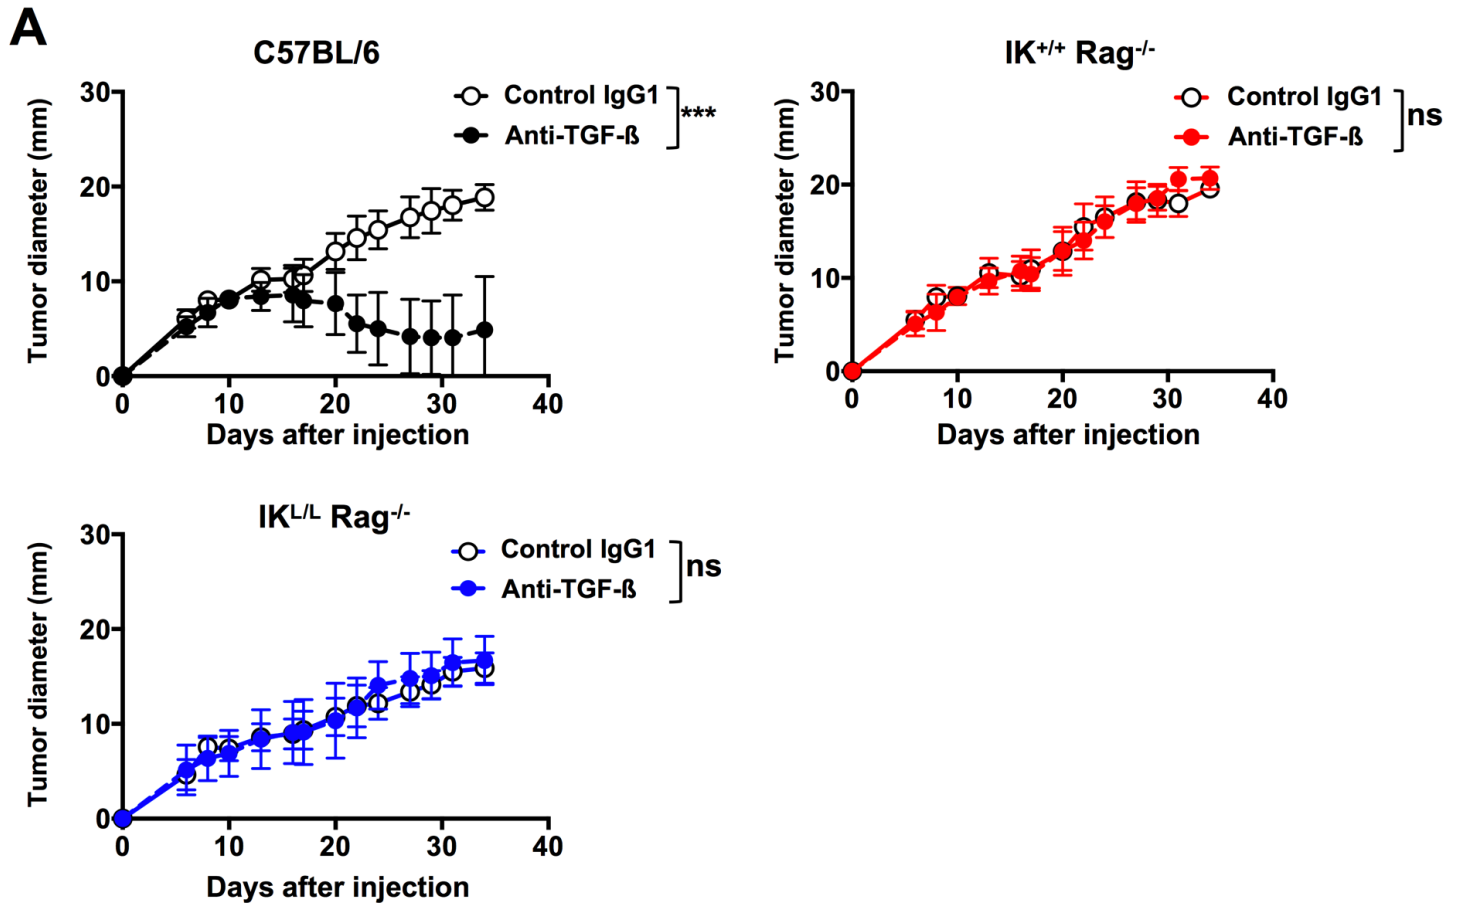 A
C57BL/6
Control IgG1
Anti-TGF-ß
***
Tumor diameter (mm)
30
20
10
0
0 10 20 30 40
Days after injection
IK+/+ Rag-/-
Control IgG1
Anti-TGF-ß
ns
Tumor diameter (mm)
30
20
10
0
0 10 20 30 40
Days after injection
IKL/L Rag-/-
Control IgG1
Anti-TGF-ß
ns
Tumor diameter (mm)
30
20
10
0
0 10 20 30 40
Days after injection